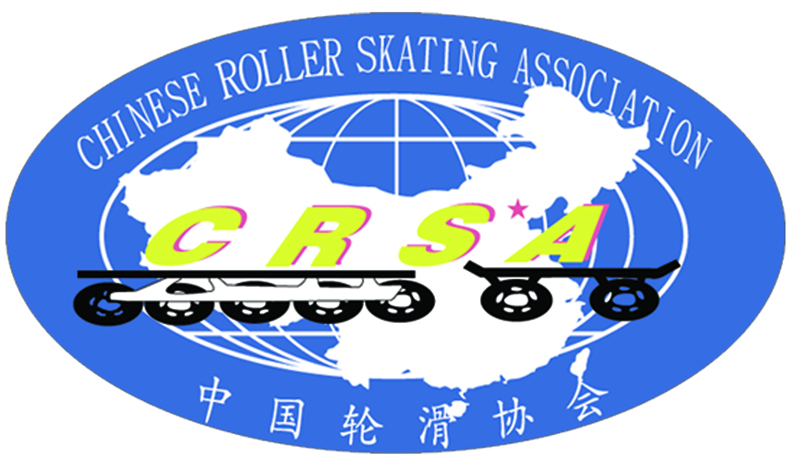 CHINESE ROLLER SKATING ASSOCIATION
CRSA
中国轮滑协会